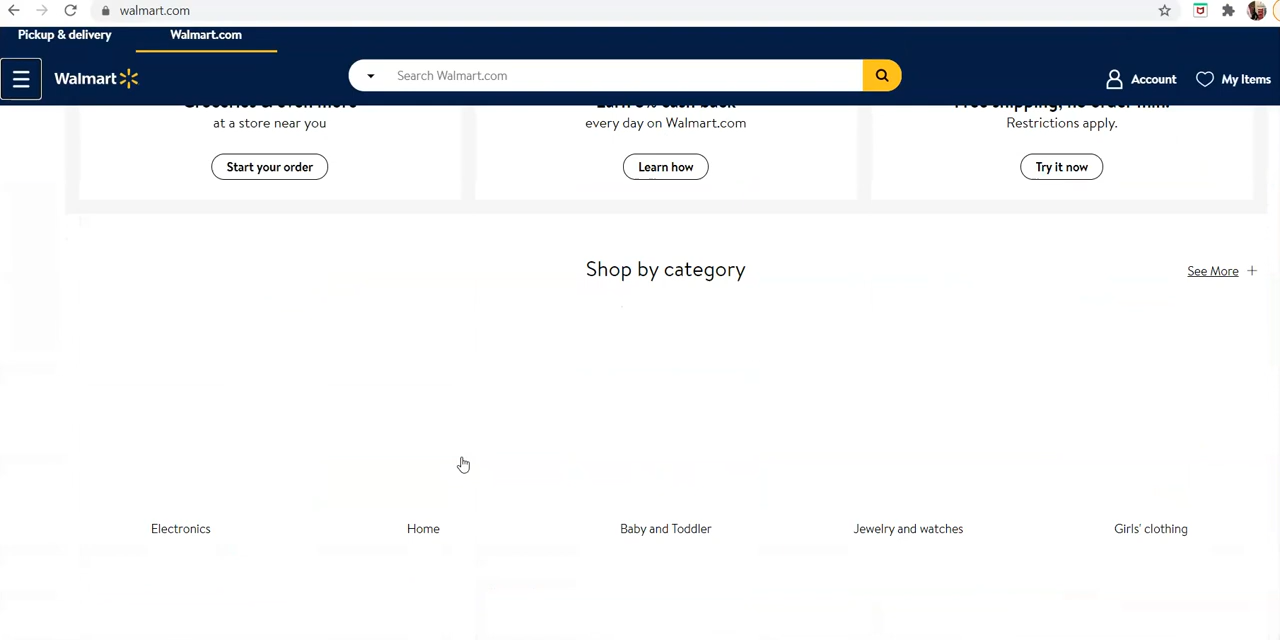 walmart.com
Pickup & delivery Walmart.com
Walmart Search Walmart.com Account My Items
Groceries & even more Earn 5% cash back Free shipping, no order min.
at a store near you every day on Walmart.com Restrictions apply.
Start your order Learn how Try it now
Shop by category See More +
Electronics Home Baby and Toddler Jewelry and watches Girls' clothing